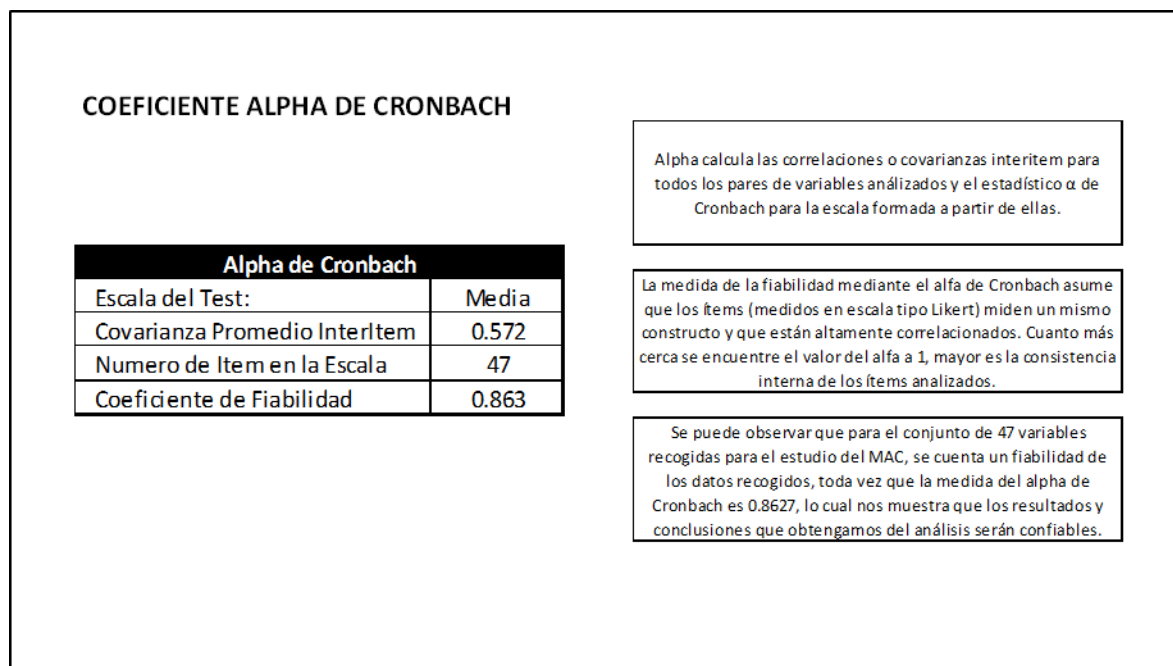 COEFICIENTE ALPHA DE CRONBACH
Alpha de Cronbach
Escala del Test: Media
Covarianza Promedio InterItem 0.572
Numero de Item en la Escala 47
Coeficiente de Fiabilidad 0.863
Alpha calcula las correlaciones o covarianzas interitem para
todos los pares de variables análizados y el estadístico α de
Cronbach para la escala formada a partir de ellas.
La medida de la fiabilidad mediante el alfa de Cronbach asume
que los ítems (medidos en escala tipo Likert) miden un mismo
constructo y que están altamente correlacionados. Cuanto más
cerca se encuentre el valor del alfa a 1, mayor es la consistencia
interna de los ítems analizados.
Se puede observar que para el conjunto de 47 variables
recogidas para el estudio del MAC, se cuenta un fiabilidad de
los datos recogidos, toda vez que la medida del alpha de
Cronbach es 0.8627, lo cual nos muestra que los resultados y
conclusiones que obtengamos del análisis serán confiables.